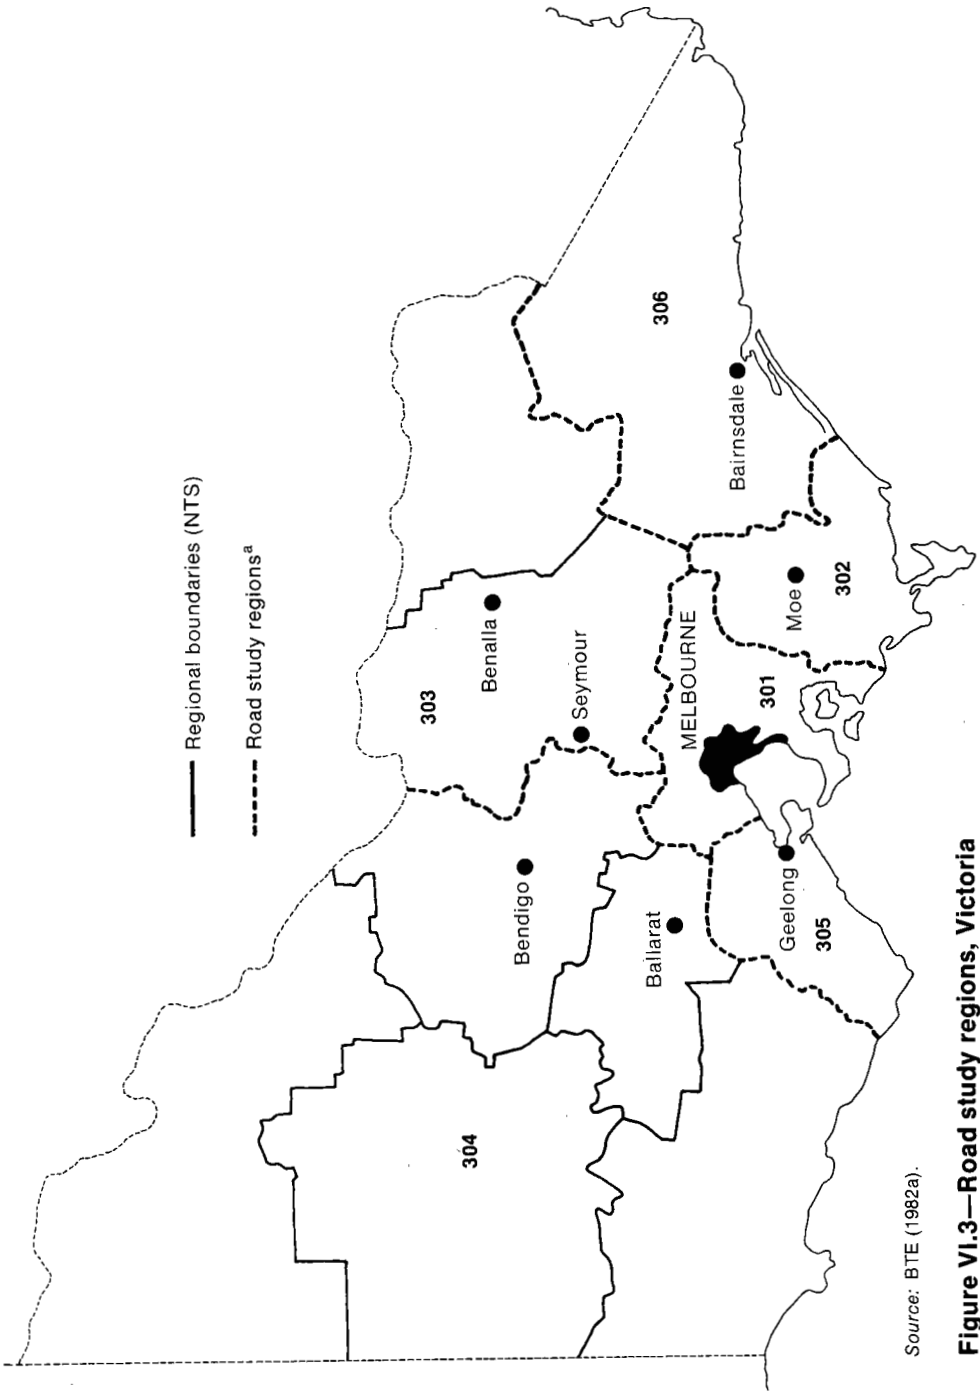 Regional boundaries (NTS)
Road study regionsᵃ
303
Benalla
Seymour
306
Bairnsdale
Bendigo
MELBOURNE
301
Moe
302
304
Ballarat
Geelong
305
Source: BTE (1982a).
Figure VI.3—Road study regions, Victoria